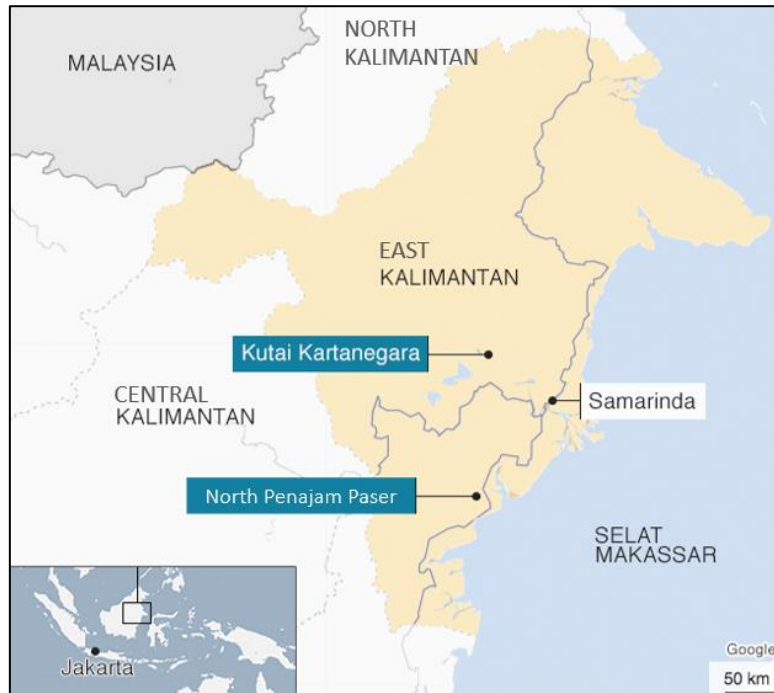 NORTH
KALIMANTAN
MALAYSIA
EAST
KALIMANTAN
Kutai Kartanegara
CENTRAL
KALIMANTAN
Samarinda
North Penajam Paser
SELAT
MAKASSAR
Jakarta
Google
50 km